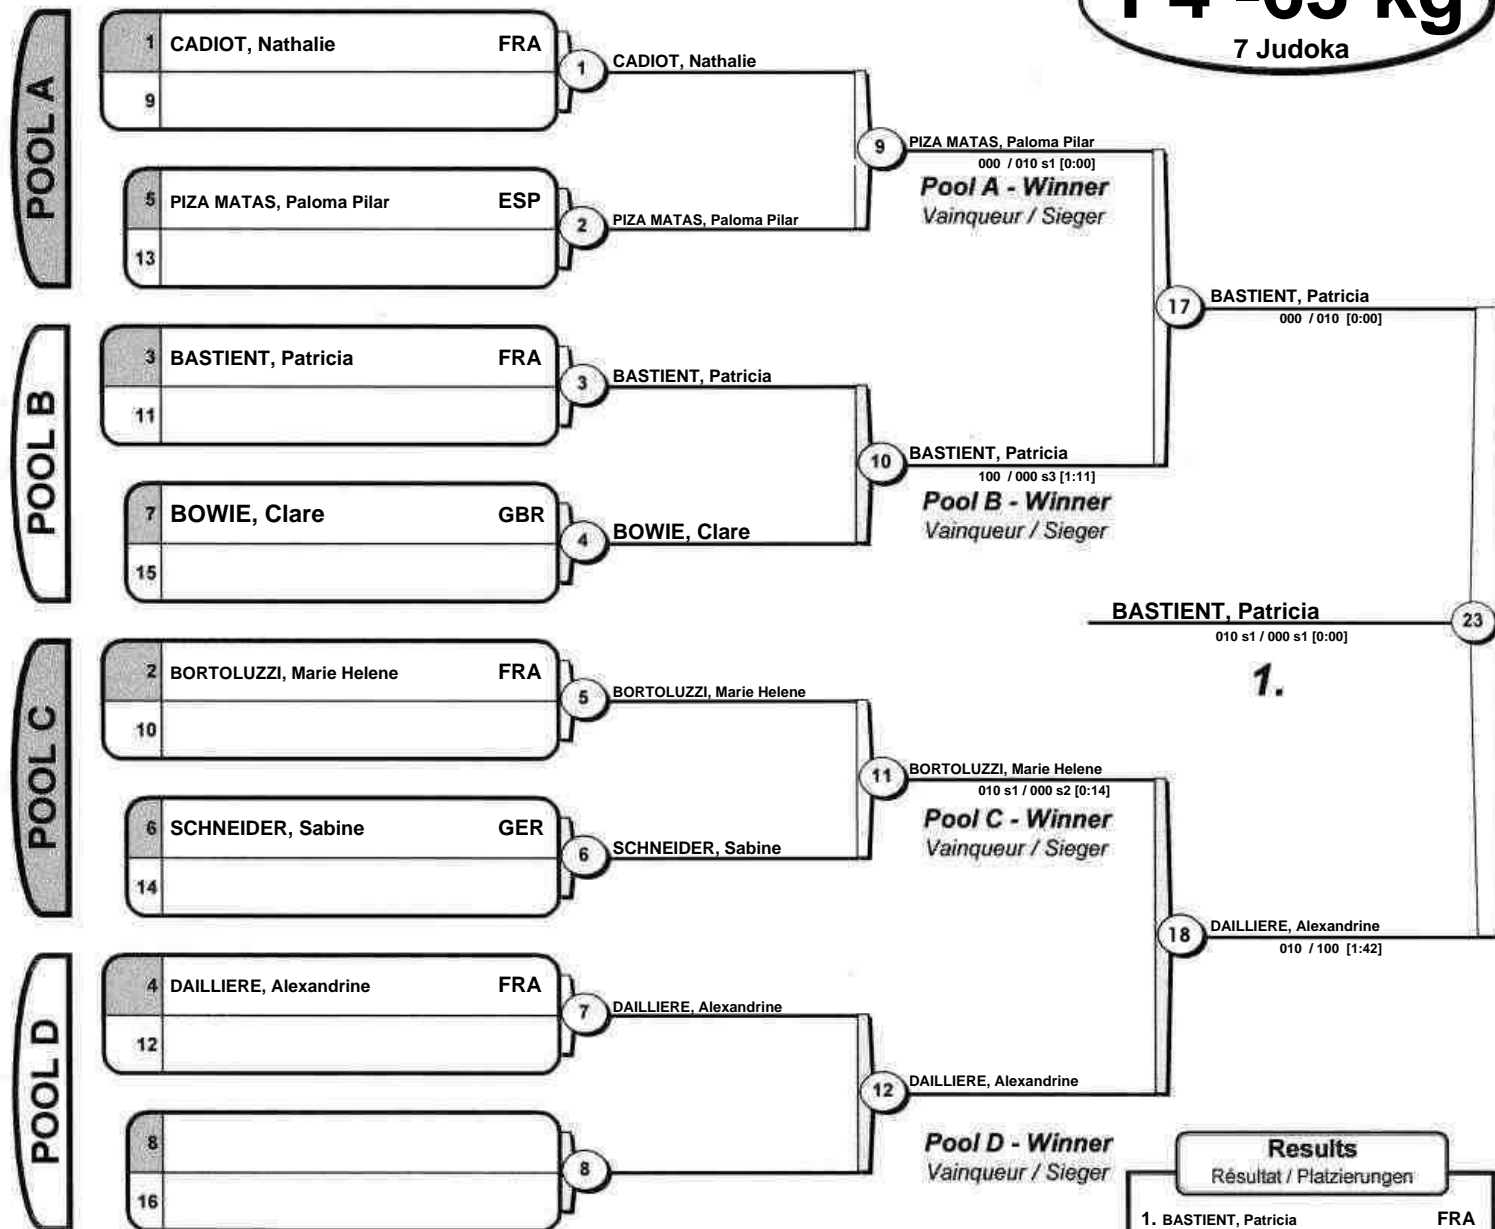 7 Judoka
POOL A
1 CADIOT, Nathalie FRA
9
1 CADIOT, Nathalie
5 PIZA MATAS, Paloma Pilar ESP
13
2 PIZA MATAS, Paloma Pilar
9 PIZA MATAS, Paloma Pilar
000 / 010 s1 [0:00]
Pool A - Winner
Vainqueur / Sieger
POOL B
3 BASTIENT, Patricia FRA
11
3 BASTIENT, Patricia
7 BOWIE, Clare GBR
15
4 BOWIE, Clare
10 BASTIENT, Patricia
100 / 000 s3 [1:11]
Pool B - Winner
Vainqueur / Sieger
17 BASTIENT, Patricia
000 / 010 [0:00]
BASTIENT, Patricia 23
010 s1 / 000 s1 [0:00]
1.
POOL C
2 BORTOLUZZI, Marie Helene FRA
10
5 BORTOLUZZI, Marie Helene
6 SCHNEIDER, Sabine GER
14
6 SCHNEIDER, Sabine
11 BORTOLUZZI, Marie Helene
010 s1 / 000 s2 [0:14]
Pool C - Winner
Vainqueur / Sieger
18 DAILLIERE, Alexandrine
010 / 100 [1:42]
POOL D
4 DAILLIERE, Alexandrine FRA
12
7 DAILLIERE, Alexandrine
8
16
8
12 DAILLIERE, Alexandrine
Pool D - Winner
Vainqueur / Sieger
Results
Résultat / Platzierungen
1. BASTIENT, Patricia FRA